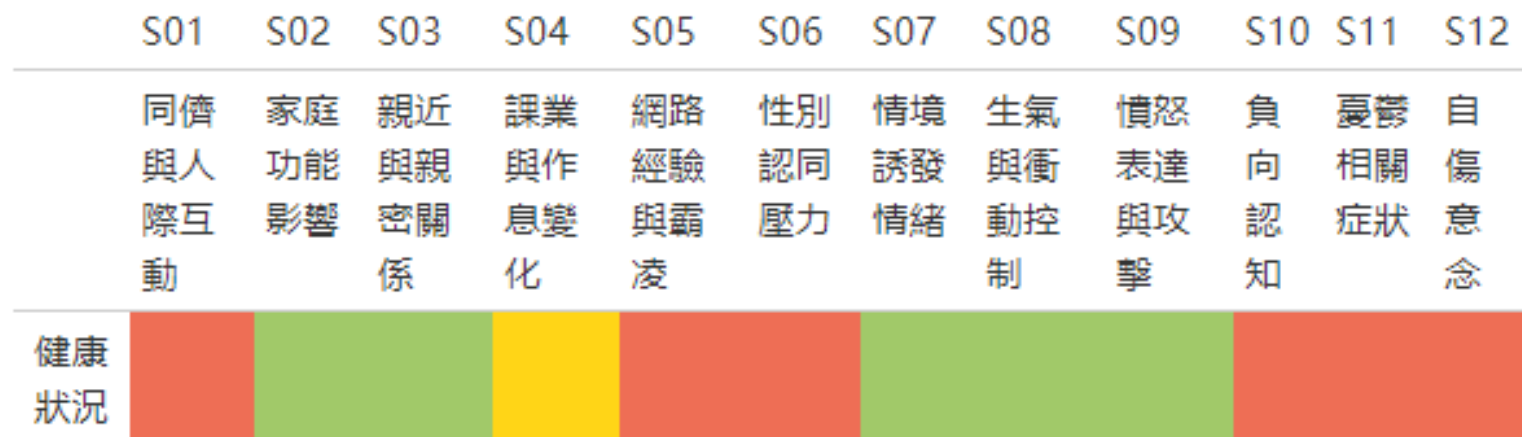 S01 S02 S03 S04 S05 S06 S07 S08 S09 S10 S11 S12
同儕 家庭 親近 課業 網路 性別 情境 生氣 憤怒 負 憂鬱 自
與人 功能 與親 與作 經驗 認同 誘發 與衝 表達 向 相關 傷
際互 影響 密關 息變 與霸 壓力 情緒 動控 與攻 認 症狀 意
動 係 化 凌 制 擊 知 念
健康
狀況